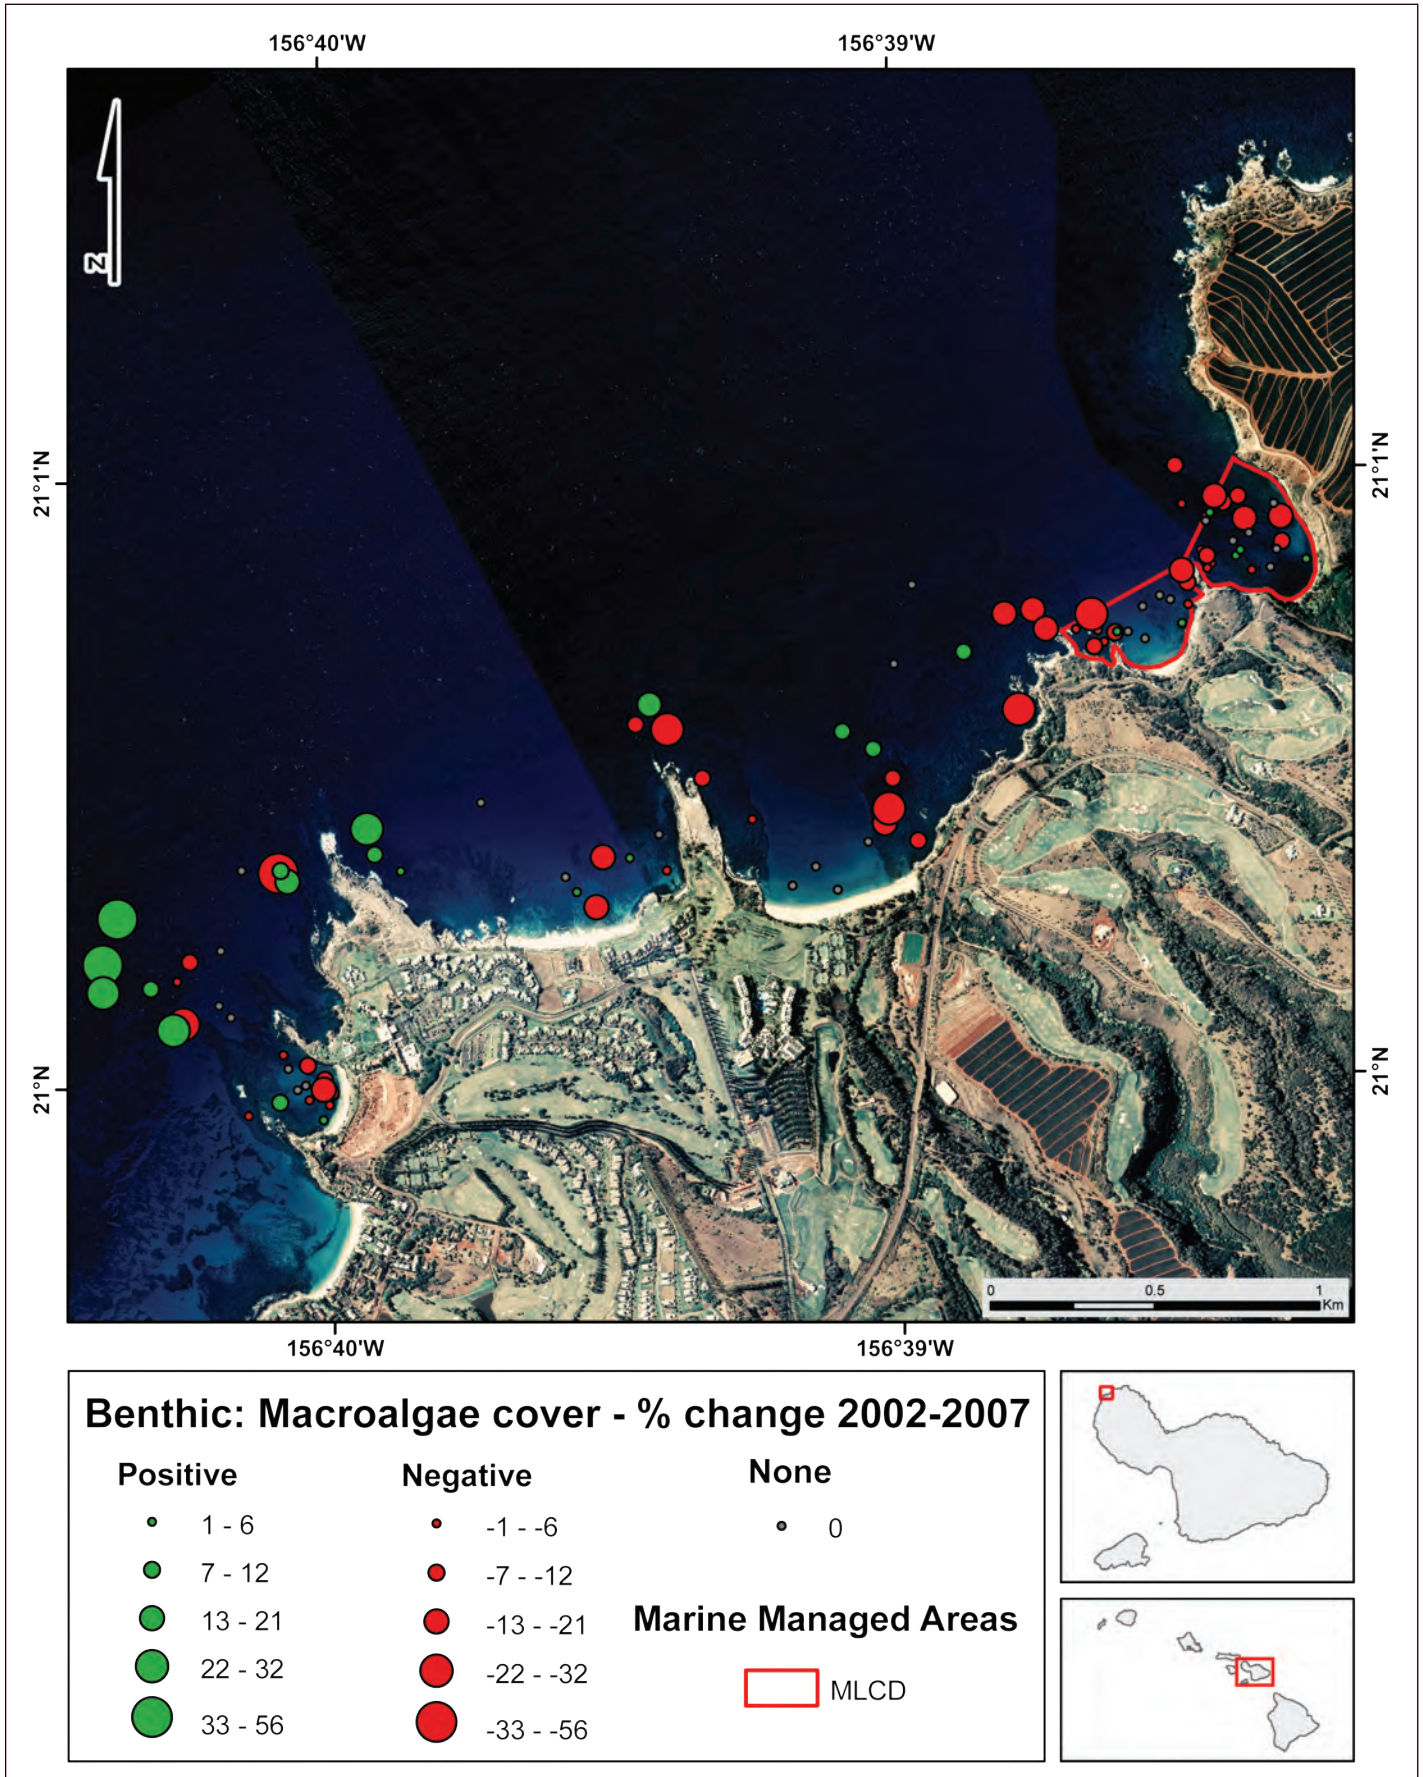 156°40'W 156°39'W
N
21°1'N 21°1'N
21°N 21°N
0 0.5 1
Km
156°40'W 156°39'W
Benthic: Macroalgae cover - % change 2002-2007
Positive Negative None
1 - 6 -1 - -6 0
7 - 12 -7 - -12
13 - 21 -13 - -21
Marine Managed Areas
22 - 32 -22 - -32
MLCD
33 - 56 -33 - -56